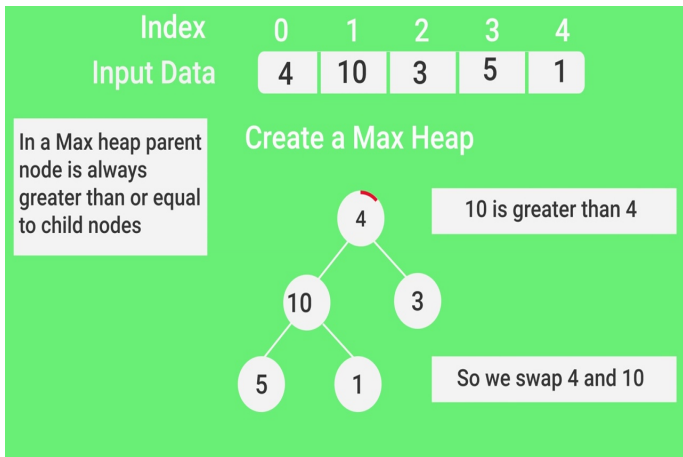 Index 0 1 2 3 4
Input Data 4 10 3 5 1
In a Max heap parent
node is always
greater than or equal
to child nodes
Create a Max Heap
4
10 is greater than 4
10 3
5 1
So we swap 4 and 10